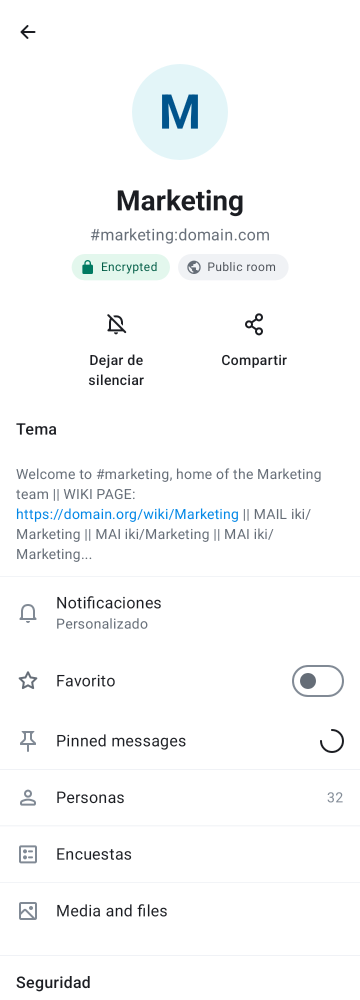 M
Marketing
#marketing:domain.com
Encrypted
Public room
Dejar de
silenciar
Compartir
Tema
Welcome to #marketing, home of the Marketing
team || WIKI PAGE:
https://domain.org/wiki/Marketing || MAIL iki/
Marketing || MAI iki/Marketing || MAI iki/
Marketing...
Notificaciones
Personalizado
Favorito
Pinned messages
Personas
32
Encuestas
Media and files
Seguridad